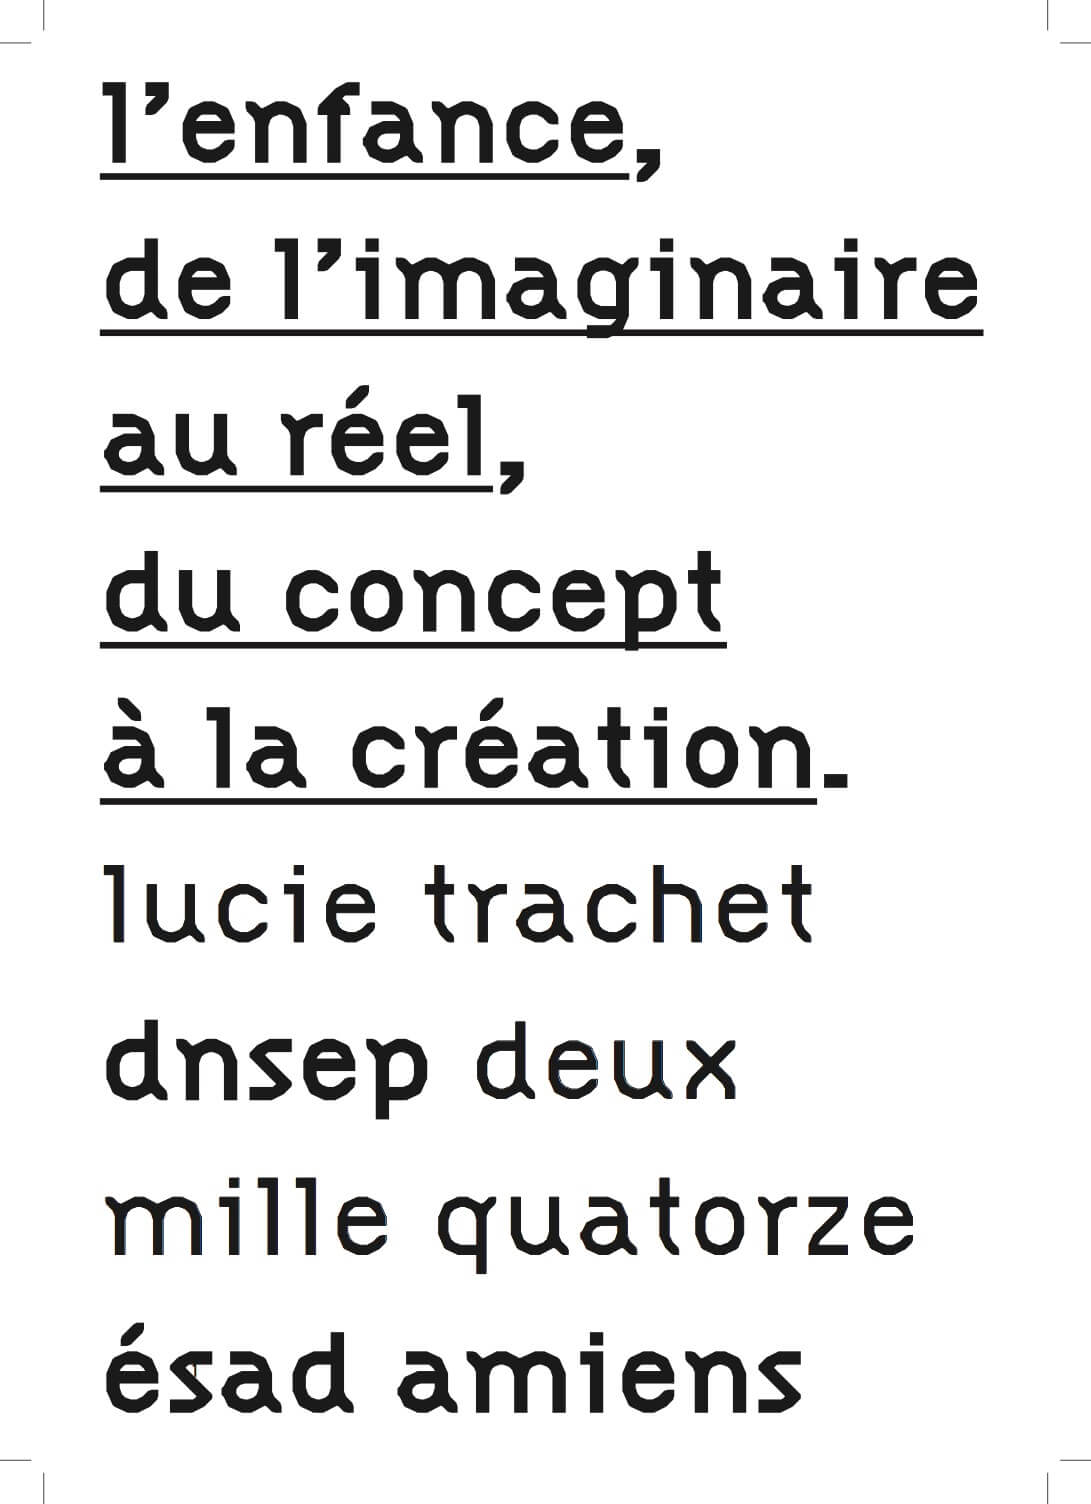 l’enfance,
de l’imaginaire
au réel,
du concept
à la création.
lucie trachet
dnsep deux
mille quatorze
ésad amiens